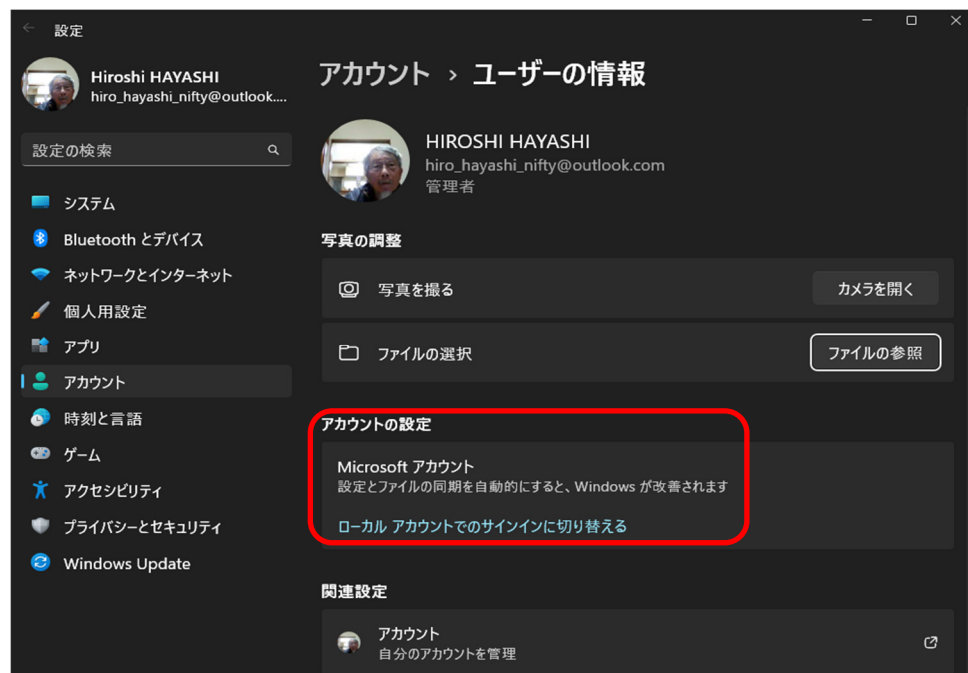 設定
Hiroshi HAYASHI
hiro_hayashi_nifty@outlook....
設定の検索
システム
Bluetooth とデバイス
ネットワークとインターネット
個人用設定
アプリ
アカウント
時刻と言語
ゲーム
アクセシビリティ
プライバシーとセキュリティ
Windows Update
アカウント › ユーザーの情報
HIROSHI HAYASHI
hiro_hayashi_nifty@outlook.com
管理者
写真の調整
写真を撮る
カメラを開く
ファイルの選択
ファイルの参照
アカウントの設定
Microsoft アカウント
設定とファイルの同期を自動的にすると、Windows が改善されます
ローカル アカウントでのサインインに切り替える
関連設定
アカウント
自分のアカウントを管理